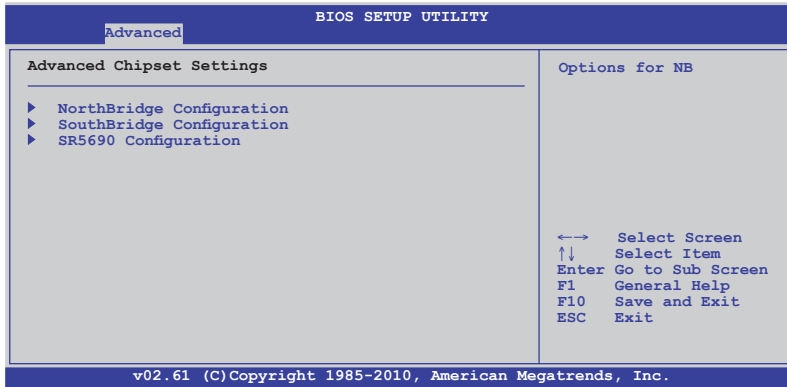 BIOS SETUP UTILITY
Advanced
Advanced Chipset Settings
NorthBridge Configuration
SouthBridge Configuration
SR5690 Configuration
Options for NB
←→ Select Screen
↑↓ Select Item
Enter Go to Sub Screen
F1 General Help
F10 Save and Exit
ESC Exit
v02.61 (C)Copyright 1985-2010, American Megatrends, Inc.